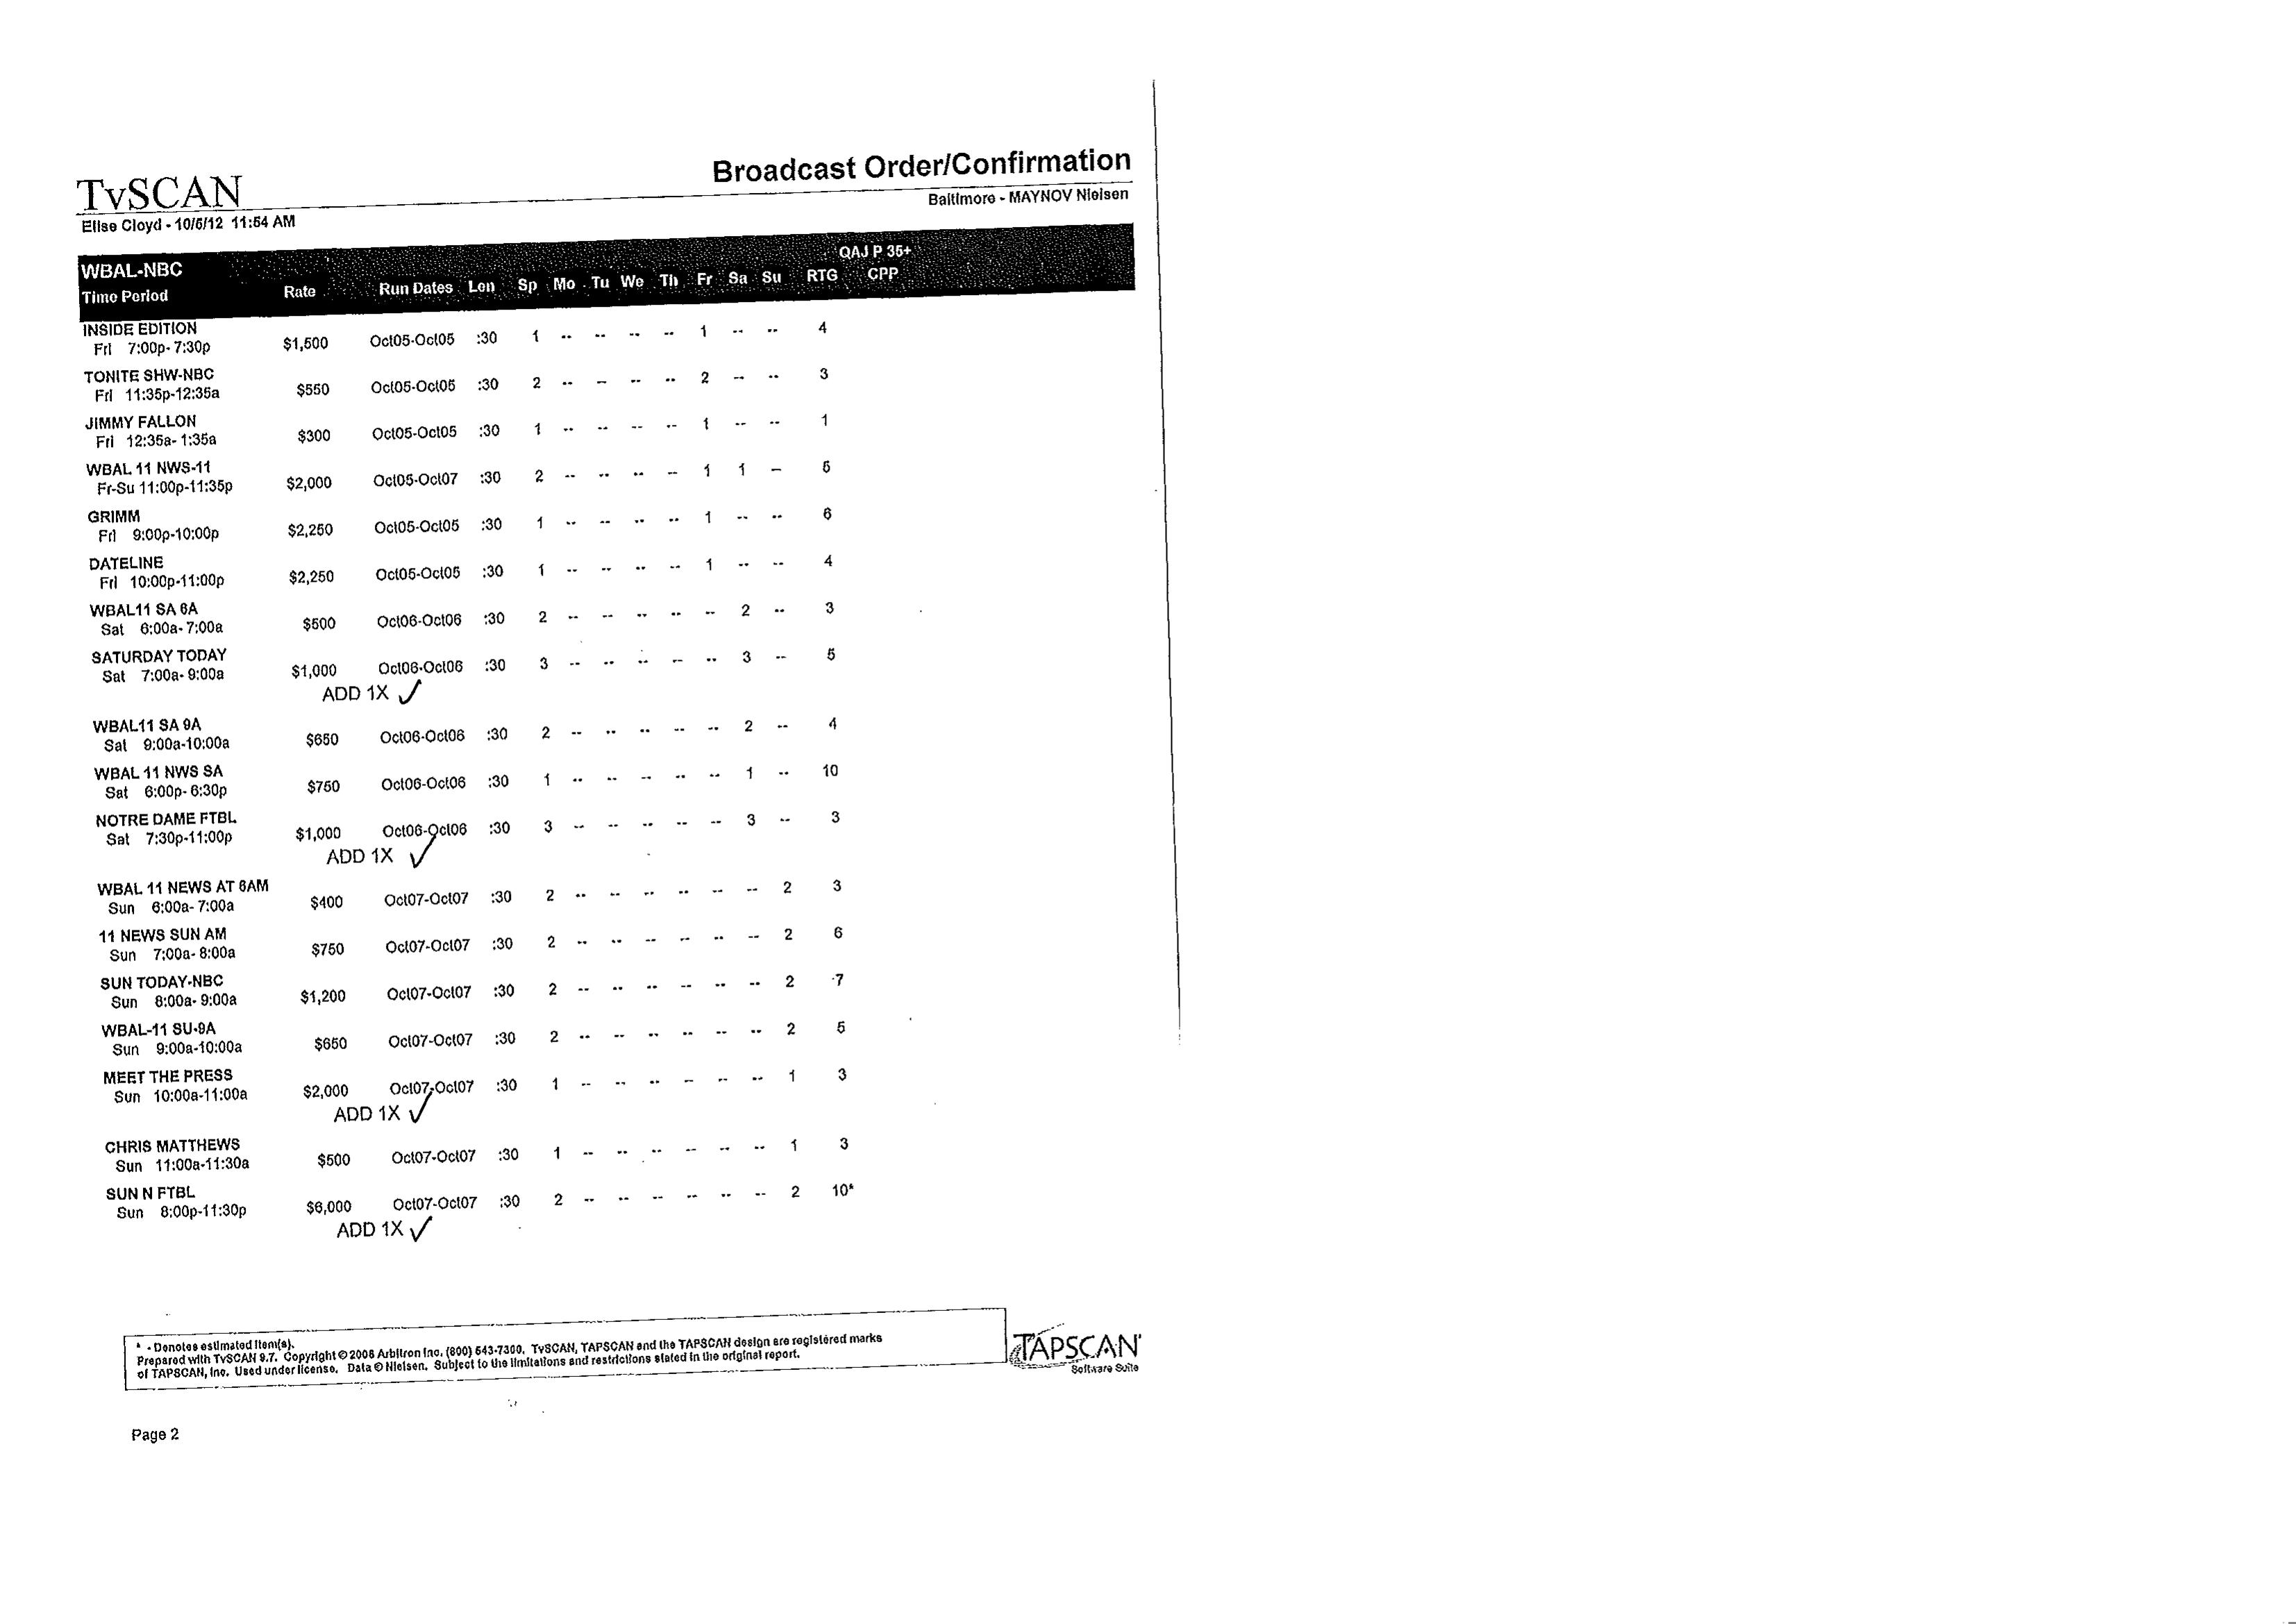 Broadcast Order/Confirmation
TvSCAN
Baltimore - MAYNOV Nielsen
Elise Cloyd - 10/5/12 11:54 AM
WBAL-NBC QAJ P 35+
Time Period Rate Run Dates Len Sp Mo Tu We Th Fr Sa Su RTG CPP
INSIDE EDITION
Fri 7:00p- 7:30p $1,500 Oct05-Oct05 :30 1 -- -- -- -- 1 -- -- 4
TONITE SHW-NBC
Fri 11:35p-12:35a $550 Oct05-Oct05 :30 2 -- -- -- -- 2 -- -- 3
JIMMY FALLON
Fri 12:35a- 1:35a $300 Oct05-Oct05 :30 1 -- -- -- -- 1 -- -- 1
WBAL 11 NWS-11
Fr-Su 11:00p-11:35p $2,000 Oct05-Oct07 :30 2 -- -- -- -- 1 1 -- 5
GRIMM
Fri 9:00p-10:00p $2,250 Oct05-Oct05 :30 1 -- -- -- -- 1 -- -- 6
DATELINE
Fri 10:00p-11:00p $2,250 Oct05-Oct05 :30 1 -- -- -- -- 1 -- -- 4
WBAL11 SA 6A
Sat 6:00a- 7:00a $500 Oct06-Oct06 :30 2 -- -- -- -- -- 2 -- 3
SATURDAY TODAY
Sat 7:00a- 9:00a $1,000 Oct06-Oct06 :30 3 -- -- -- -- -- 3 -- 5
ADD 1X ✓
WBAL11 SA 9A
Sat 9:00a-10:00a $650 Oct06-Oct06 :30 2 -- -- -- -- -- 2 -- 4
WBAL 11 NWS SA
Sat 6:00p- 6:30p $750 Oct06-Oct06 :30 1 -- -- -- -- -- 1 -- 10
NOTRE DAME FTBL
Sat 7:30p-11:00p $1,000 Oct06-Oct06 :30 3 -- -- -- -- -- 3 -- 3
ADD 1X ✓
WBAL 11 NEWS AT 6AM
Sun 6:00a- 7:00a $400 Oct07-Oct07 :30 2 -- -- -- -- -- -- 2 3
11 NEWS SUN AM
Sun 7:00a- 8:00a $750 Oct07-Oct07 :30 2 -- -- -- -- -- -- 2 6
SUN TODAY-NBC
Sun 8:00a- 9:00a $1,200 Oct07-Oct07 :30 2 -- -- -- -- -- -- 2 7
WBAL-11 SU-9A
Sun 9:00a-10:00a $650 Oct07-Oct07 :30 2 -- -- -- -- -- -- 2 5
MEET THE PRESS
Sun 10:00a-11:00a $2,000 Oct07-Oct07 :30 1 -- -- -- -- -- -- 1 3
ADD 1X ✓
CHRIS MATTHEWS
Sun 11:00a-11:30a $500 Oct07-Oct07 :30 1 -- -- -- -- -- -- 1 3
SUN N FTBL
Sun 8:00p-11:30p $6,000 Oct07-Oct07 :30 2 -- -- -- -- -- -- 2 10*
ADD 1X ✓
* - Denotes estimated item(s).
Prepared with TvSCAN 9.7. Copyright © 2006 Arbitron Inc. (800) 543-7300. TvSCAN, TAPSCAN and the TAPSCAN design are registered marks
of TAPSCAN, Inc. Used under license. Data © Nielsen. Subject to the limitations and restrictions stated in the original report.
TAPSCAN
Software Suite
Page 2